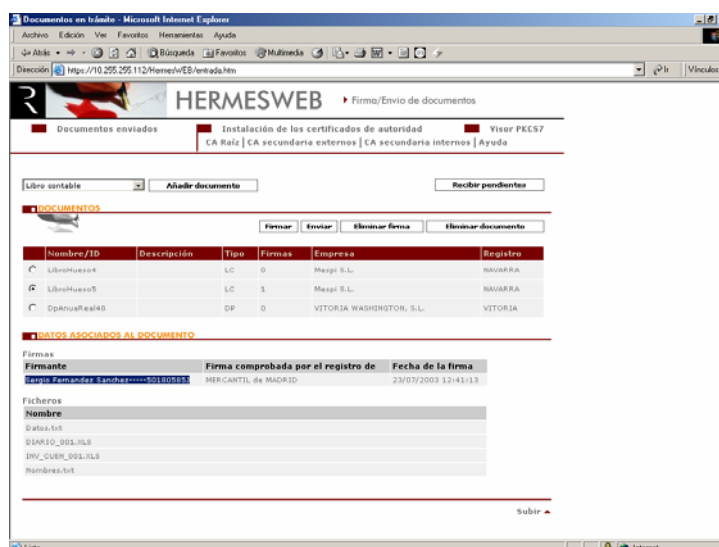 Documentos en trámite - Microsoft Internet Explorer
Archivo Edición Ver Favoritos Herramientas Ayuda
Atrás Búsqueda Favoritos Multimedia
Dirección https://10.255.255.112/HermesWEB/entrada.htm Ir Vínculos
HERMESWEB Firma/Envio de documentos
Documentos enviados Instalación de los certificados de autoridad Visor PKCS7
CA Raíz | CA secundaria externos | CA secundaria internos | Ayuda
Libro contable Añadir documento Recibir pendientes
DOCUMENTOS
Firmar Enviar Eliminar firma Eliminar documento
Nombre/ID Descripción Tipo Firmas Empresa Registro
LibroHueso4 LC 0 Mespi S.L. NAVARRA
LibroHueso5 LC 1 Mespi S.L. NAVARRA
DpAnuaReal48 DP 0 VITORIA WASHINGTON, S.L. VITORIA
DATOS ASOCIADOS AL DOCUMENTO
Firmas
Firmante Firma comprobada por el registro de Fecha de la firma
Sergio Fernandez Sanchez-----50180585J MERCANTIL de MADRID 23/07/2003 12:41:13
Ficheros
Nombre
Datos.txt
DIARIO_001.XLS
INV_CUEN_001.XLS
Nombres.txt
Subir
Listo Internet